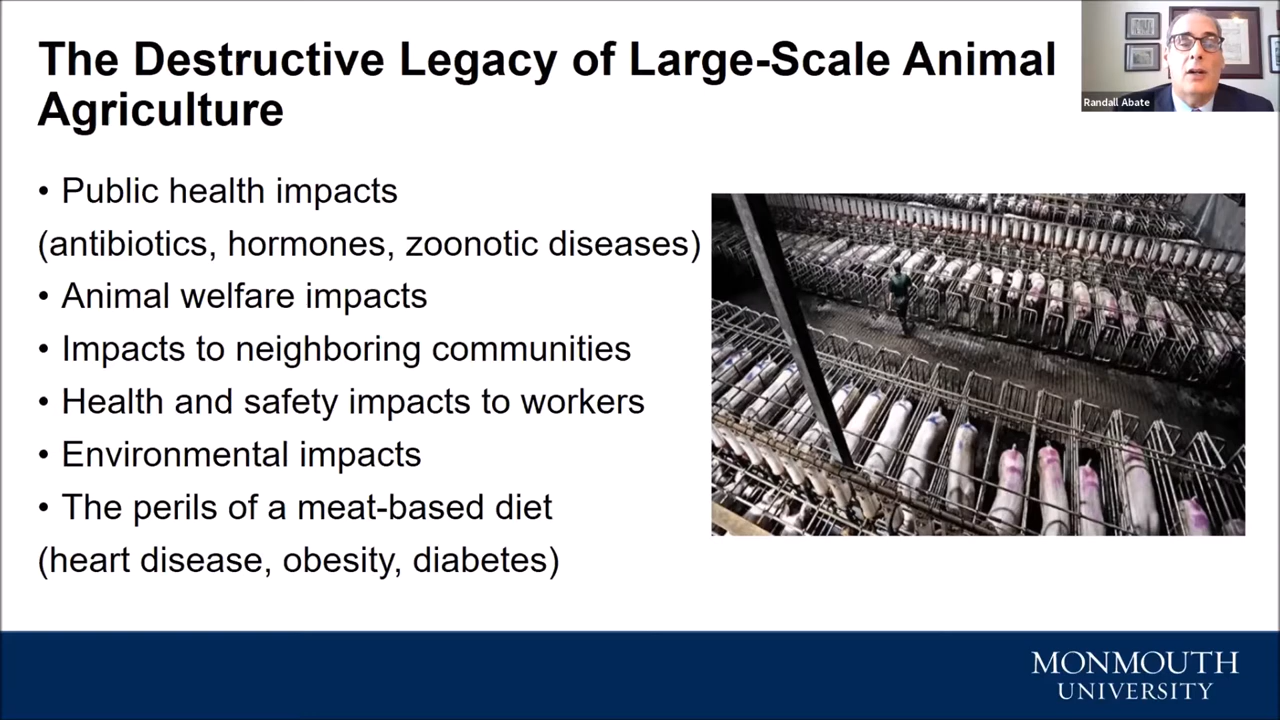 The Destructive Legacy of Large-Scale Animal
Agriculture
• Public health impacts
(antibiotics, hormones, zoonotic diseases)
• Animal welfare impacts
• Impacts to neighboring communities
• Health and safety impacts to workers
• Environmental impacts
• The perils of a meat-based diet
(heart disease, obesity, diabetes)
Randall Abate
MONMOUTH
UNIVERSITY